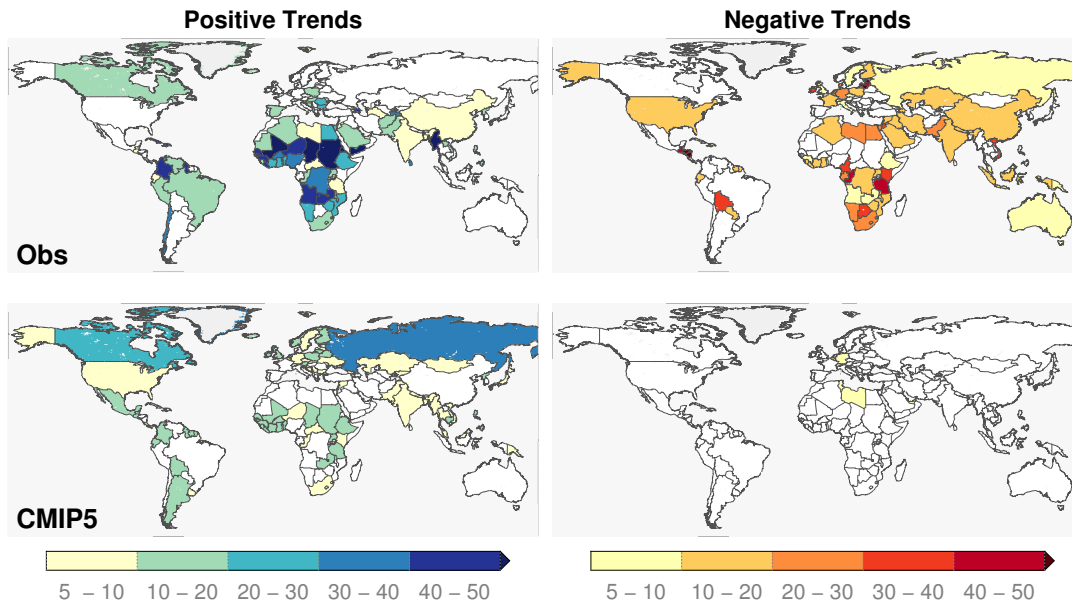 Positive Trends
Negative Trends
Obs
CMIP5
5 – 10 10 – 20 20 – 30 30 – 40 40 – 50
5 – 10 10 – 20 20 – 30 30 – 40 40 – 50